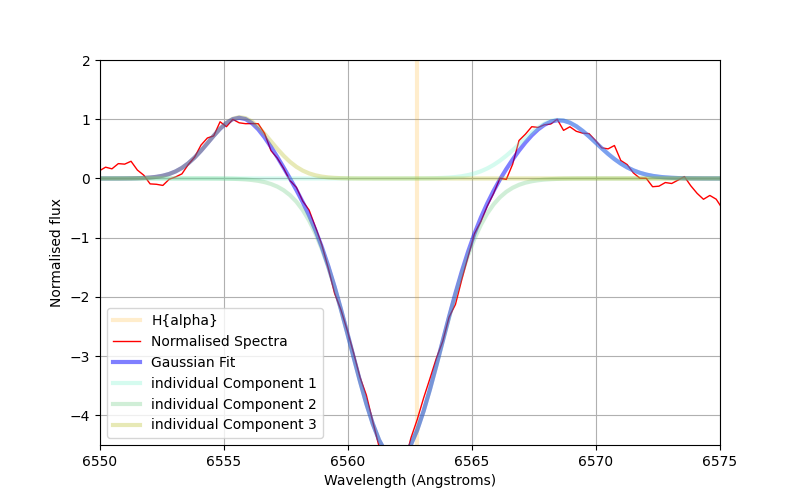 2
1
0
−1
−2
−3
−4
Normalised flux
H{alpha}
Normalised Spectra
Gaussian Fit
individual Component 1
individual Component 2
individual Component 3
6550 6555 6560 6565 6570 6575
Wavelength (Angstroms)